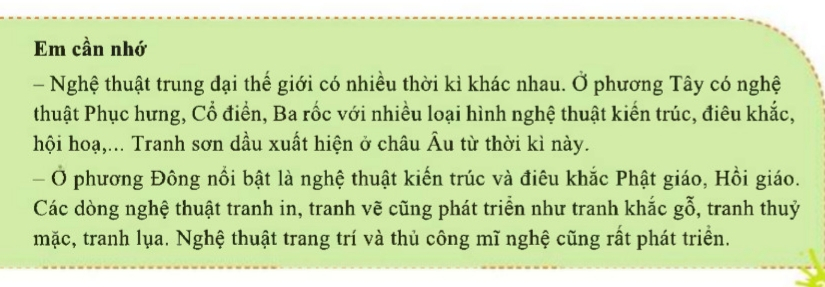 Em cần nhớ
– Nghệ thuật trung đại thế giới có nhiều thời kì khác nhau. Ở phương Tây có nghệ
thuật Phục hưng, Cổ điển, Ba rốc với nhiều loại hình nghệ thuật kiến trúc, điêu khắc,
hội hoạ,... Tranh sơn dầu xuất hiện ở châu Âu từ thời kì này.
– Ở phương Đông nổi bật là nghệ thuật kiến trúc và điêu khắc Phật giáo, Hồi giáo.
Các dòng nghệ thuật tranh in, tranh vẽ cũng phát triển như tranh khắc gỗ, tranh thuỷ
mặc, tranh lụa. Nghệ thuật trang trí và thủ công mĩ nghệ cũng rất phát triển.